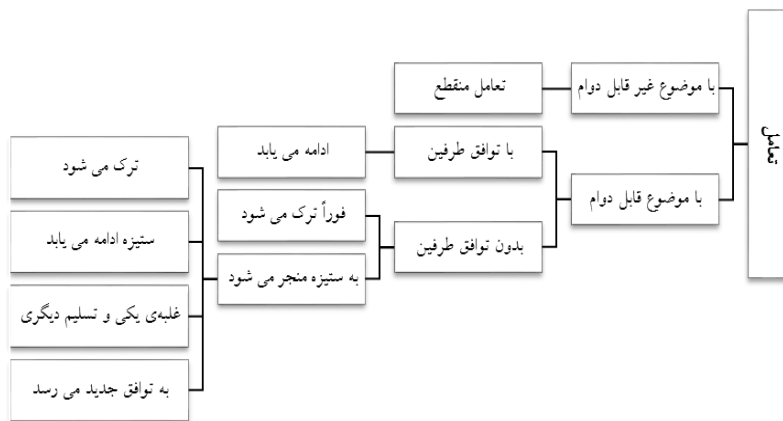 تعامل
با موضوع غیر قابل دوام
تعامل منقطع
با موضوع قابل دوام
با توافق طرفین
ادامه می یابد
بدون توافق طرفین
فوراً ترک می شود
به ستیزه منجر می شود
ترک می شود
ستیزه ادامه می یابد
غلبه‌ی یکی و تسلیم دیگری
به توافق جدید می رسد